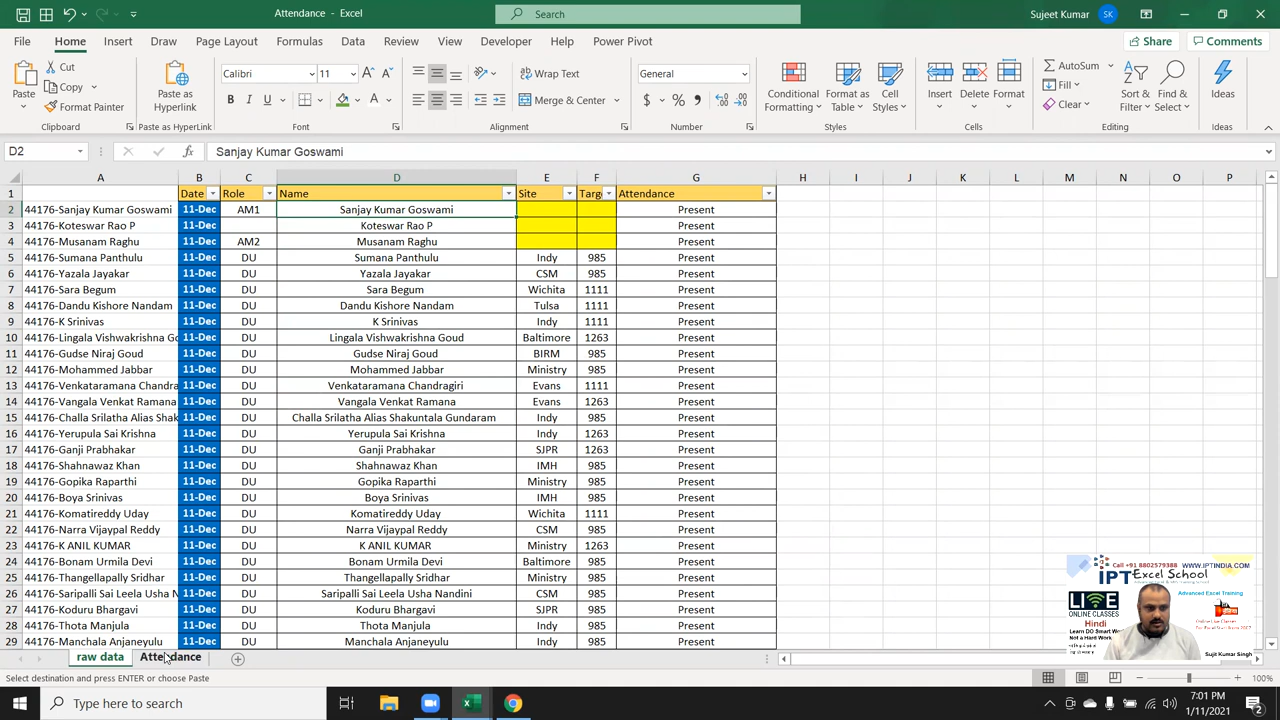 Attendance - Excel
Search
Sujeet Kumar SK
File Home Insert Draw Page Layout Formulas Data Review View Developer Help Power Pivot
Share Comments
Paste Cut Copy Format Painter
Clipboard
Paste as Hyperlink
Paste as HyperLink
Calibri 11
B I U A
Font
Wrap Text
Merge & Center
Alignment
General
$ % 9
Number
Conditional Formatting Format as Table Cell Styles
Styles
Insert Delete Format
Cells
AutoSum Fill Clear Sort & Filter Find & Select
Editing
Ideas
Ideas
D2 fx Sanjay Kumar Goswami
A B C D E F G H I J K L M N O P
1 Date Role Name Site Targ Attendance
2 44176-Sanjay Kumar Goswami 11-Dec AM1 Sanjay Kumar Goswami Present
3 44176-Koteswar Rao P 11-Dec Koteswar Rao P Present
4 44176-Musanam Raghu 11-Dec AM2 Musanam Raghu Present
5 44176-Sumana Panthulu 11-Dec DU Sumana Panthulu Indy 985 Present
6 44176-Yazala Jayakar 11-Dec DU Yazala Jayakar CSM 985 Present
7 44176-Sara Begum 11-Dec DU Sara Begum Wichita 1111 Present
8 44176-Dandu Kishore Nandam 11-Dec DU Dandu Kishore Nandam Tulsa 1111 Present
9 44176-K Srinivas 11-Dec DU K Srinivas Indy 1111 Present
10 44176-Lingala Vishwakrishna Go 11-Dec DU Lingala Vishwakrishna Goud Baltimore 1263 Present
11 44176-Gudse Niraj Goud 11-Dec DU Gudse Niraj Goud BIRM 985 Present
12 44176-Mohammed Jabbar 11-Dec DU Mohammed Jabbar Ministry 985 Present
13 44176-Venkataramana Chandra 11-Dec DU Venkataramana Chandragiri Evans 1111 Present
14 44176-Vangala Venkat Ramana 11-Dec DU Vangala Venkat Ramana Evans 1263 Present
15 44176-Challa Srilatha Alias Shak 11-Dec DU Challa Srilatha Alias Shakuntala Gundaram Indy 985 Present
16 44176-Yerupula Sai Krishna 11-Dec DU Yerupula Sai Krishna Indy 1263 Present
17 44176-Ganji Prabhakar 11-Dec DU Ganji Prabhakar SJPR 1263 Present
18 44176-Shahnawaz Khan 11-Dec DU Shahnawaz Khan IMH 985 Present
19 44176-Gopika Raparthi 11-Dec DU Gopika Raparthi Ministry 985 Present
20 44176-Boya Srinivas 11-Dec DU Boya Srinivas IMH 985 Present
21 44176-Komatireddy Uday 11-Dec DU Komatireddy Uday Wichita 1111 Present
22 44176-Narra Vijaypal Reddy 11-Dec DU Narra Vijaypal Reddy CSM 985 Present
23 44176-K ANIL KUMAR 11-Dec DU K ANIL KUMAR Ministry 1263 Present
24 44176-Bonam Urmila Devi 11-Dec DU Bonam Urmila Devi Baltimore 985 Present
25 44176-Thangellapally Sridhar 11-Dec DU Thangellapally Sridhar Ministry 985 Present
26 44176-Saripalli Sai Leela Usha N 11-Dec DU Saripalli Sai Leela Usha Nandini CSM 985 Present
27 44176-Koduru Bhargavi 11-Dec DU Koduru Bhargavi SJPR 985 Present
28 44176-Thota Manjula 11-Dec DU Thota Manjula Indy 985 Present
29 44176-Manchala Anjaneyulu 11-Dec DU Manchala Anjaneyulu Indy 985 Present
Call +91 8802579388 WWW.IPTINDIA.COM
IPT Excel School
LIVE
ONLINE CLASSES
Hindi
Learn DO Smart Wo
Not a Hard Work
Advanced Excel Training
Sujit Kumar Singh
raw data Attendance
Select destination and press ENTER or choose Paste
100%
Type here to search
7:01 PM
1/11/2021